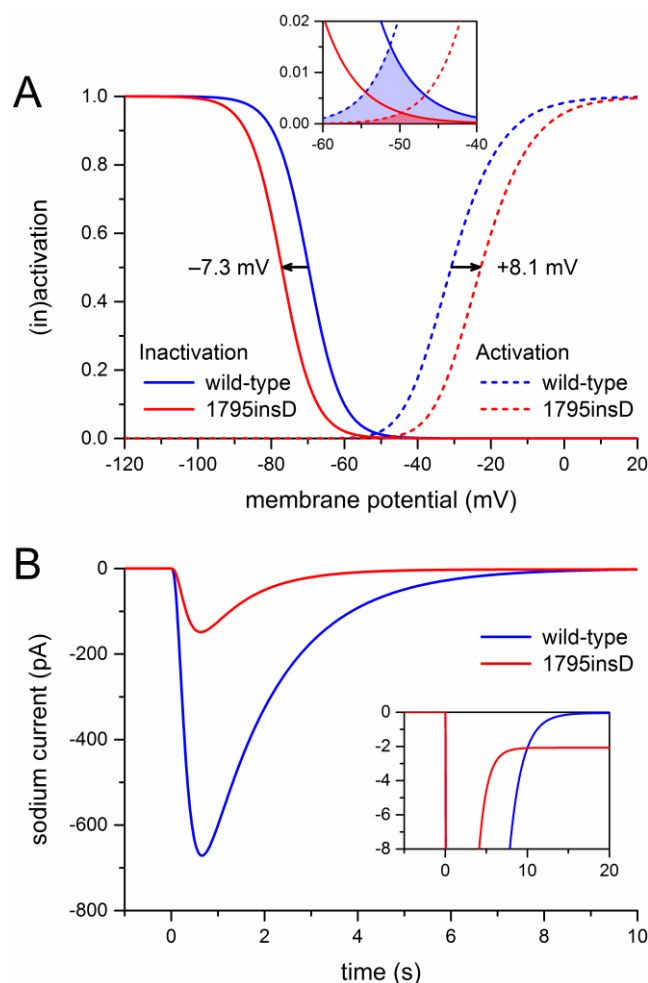 A
0.02
0.01
0.00
-60
-50
-40
1.0
0.8
0.6
0.4
0.2
0.0
(in)activation
–7.3 mV
+8.1 mV
Inactivation
wild-type
1795insD
Activation
wild-type
1795insD
-120
-100
-80
-60
-40
-20
0
20
membrane potential (mV)
B
0
-200
-400
-600
-800
sodium current (pA)
wild-type
1795insD
0
-2
-4
-6
-8
0
10
20
0
2
4
6
8
10
time (s)